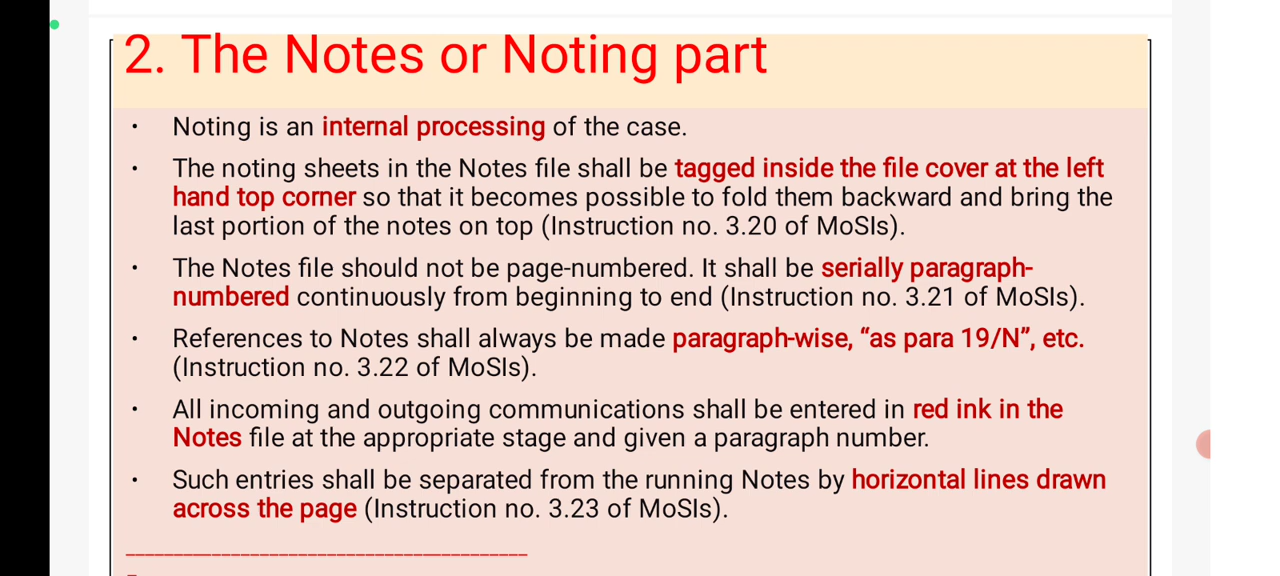 2. The Notes or Noting part
• Noting is an internal processing of the case.
• The noting sheets in the Notes file shall be tagged inside the file cover at the left
hand top corner so that it becomes possible to fold them backward and bring the
last portion of the notes on top (Instruction no. 3.20 of MoSIs).
• The Notes file should not be page-numbered. It shall be serially paragraph-
numbered continuously from beginning to end (Instruction no. 3.21 of MoSIs).
• References to Notes shall always be made paragraph-wise, “as para 19/N”, etc.
(Instruction no. 3.22 of MoSIs).
• All incoming and outgoing communications shall be entered in red ink in the
Notes file at the appropriate stage and given a paragraph number.
• Such entries shall be separated from the running Notes by horizontal lines drawn
across the page (Instruction no. 3.23 of MoSIs).